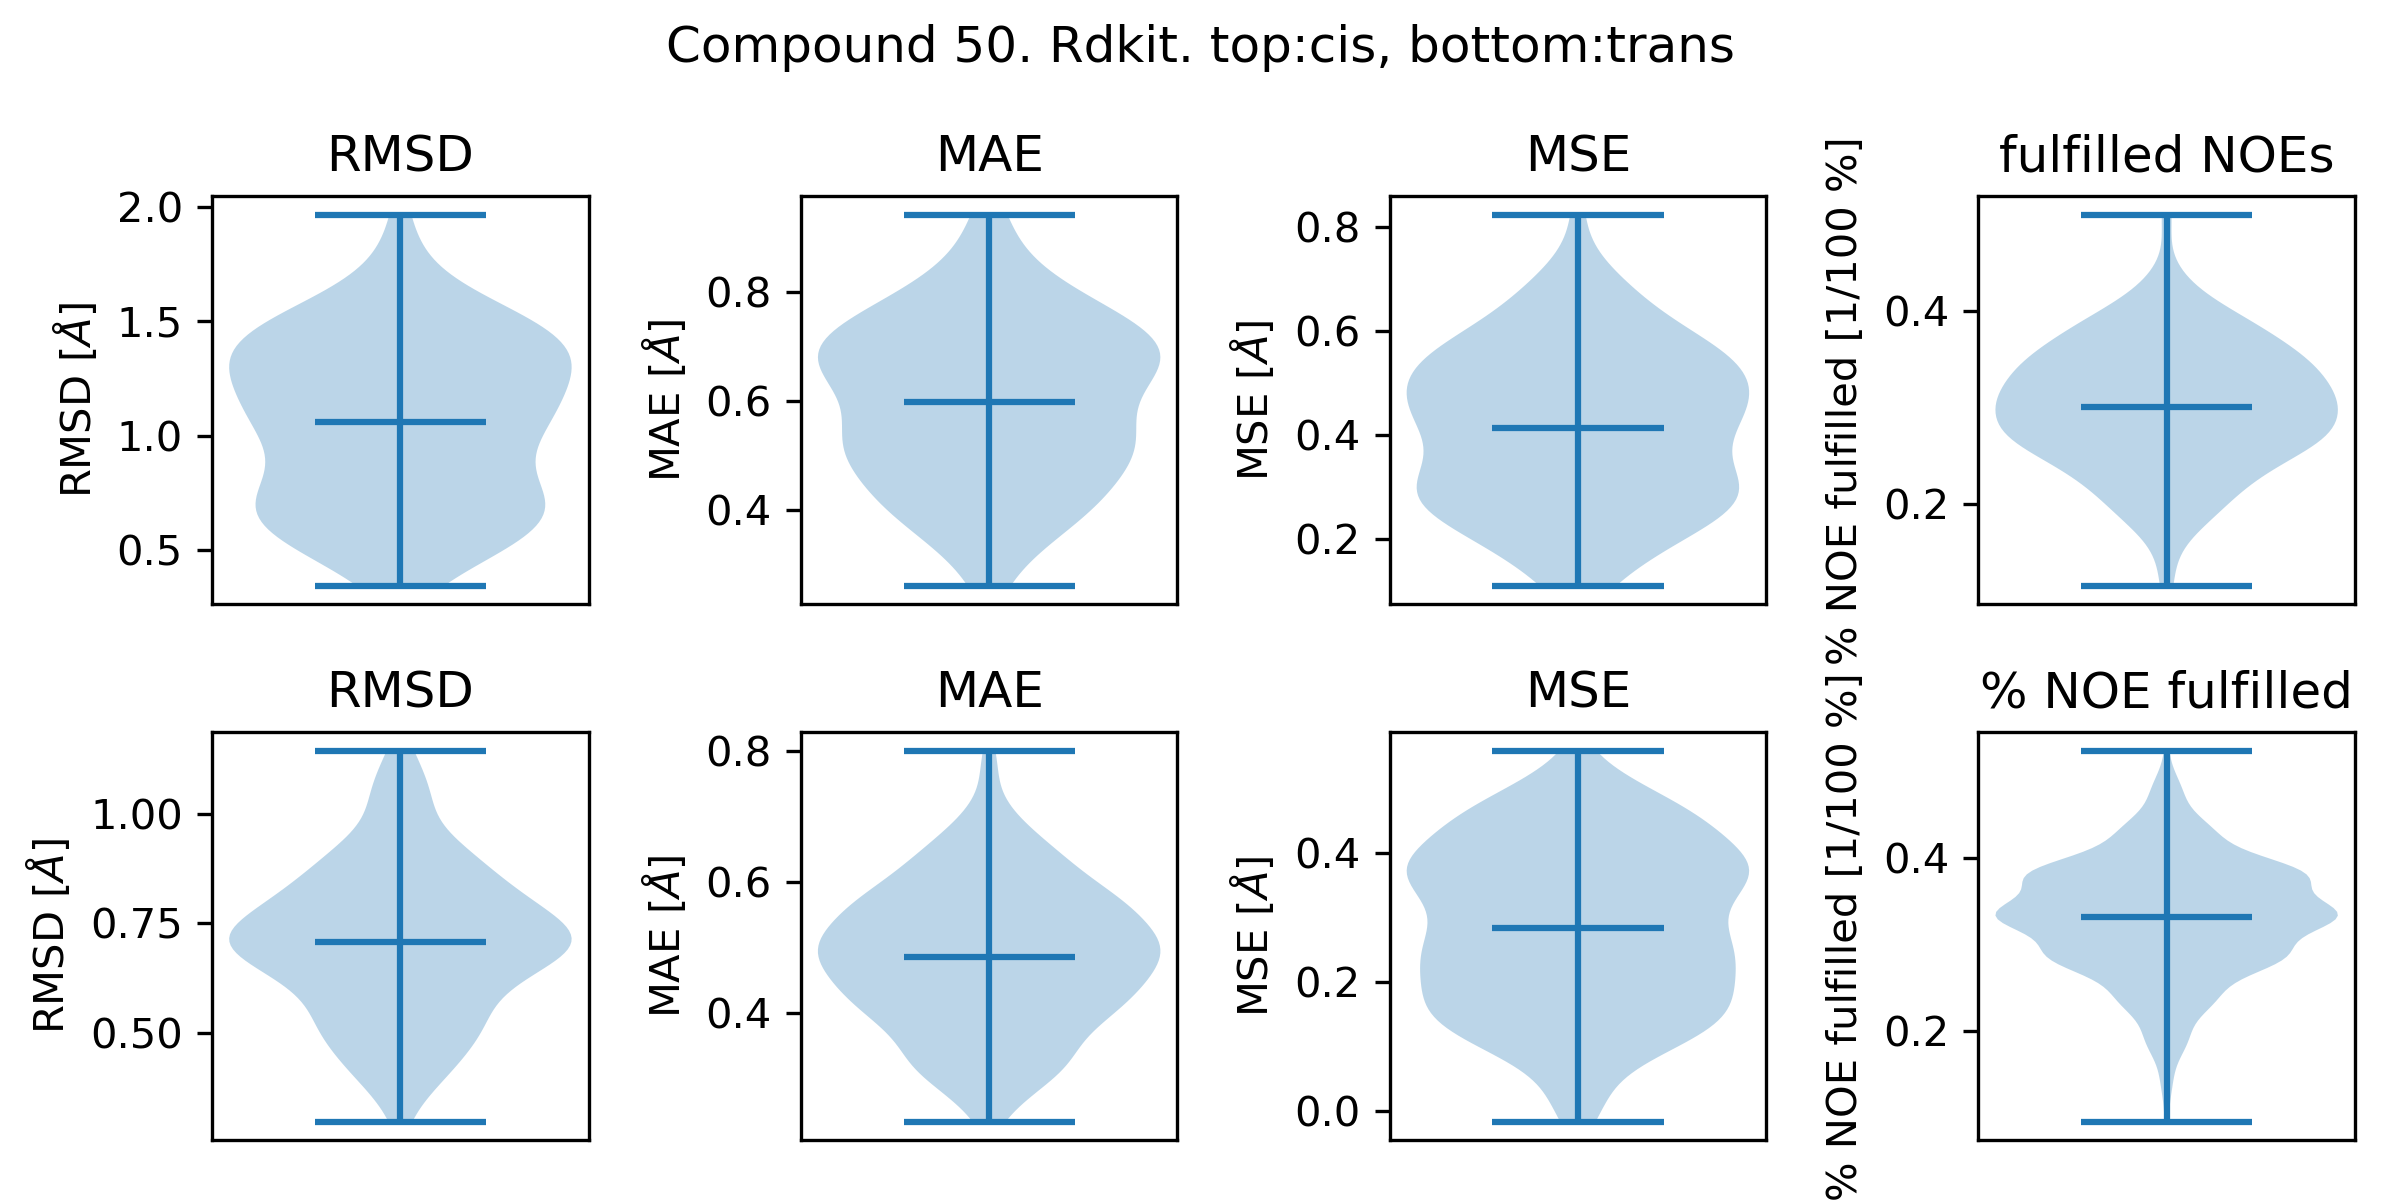 Compound 50. Rdkit. top:cis, bottom:trans
RMSD
MAE
MSE
fulfilled NOEs
RMSD [Å]
2.0
1.5
1.0
0.5
MAE [Å]
0.8
0.6
0.4
MSE [Å]
0.8
0.6
0.4
0.2
% NOE fulfilled [1/100 %]
0.4
0.2
RMSD
MAE
MSE
% NOE fulfilled
RMSD [Å]
1.00
0.75
0.50
MAE [Å]
0.8
0.6
0.4
MSE [Å]
0.4
0.2
0.0
% NOE fulfilled [1/100 %]
0.4
0.2